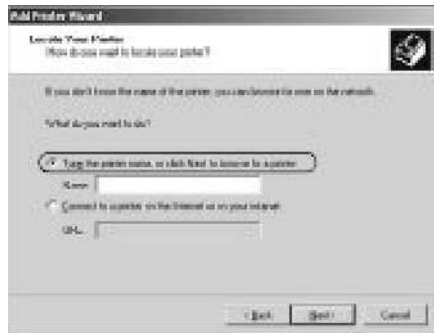 Add Printer Wizard
Locate Your Printer
How do you want to locate your printer?
If you don't know the name of the printer, you can browse for one on the network.
What do you want to do?
Type the printer name, or click Next to browse for a printer
Name:
Connect to a printer on the Internet or on your intranet
URL:
< Back
Next >
Cancel